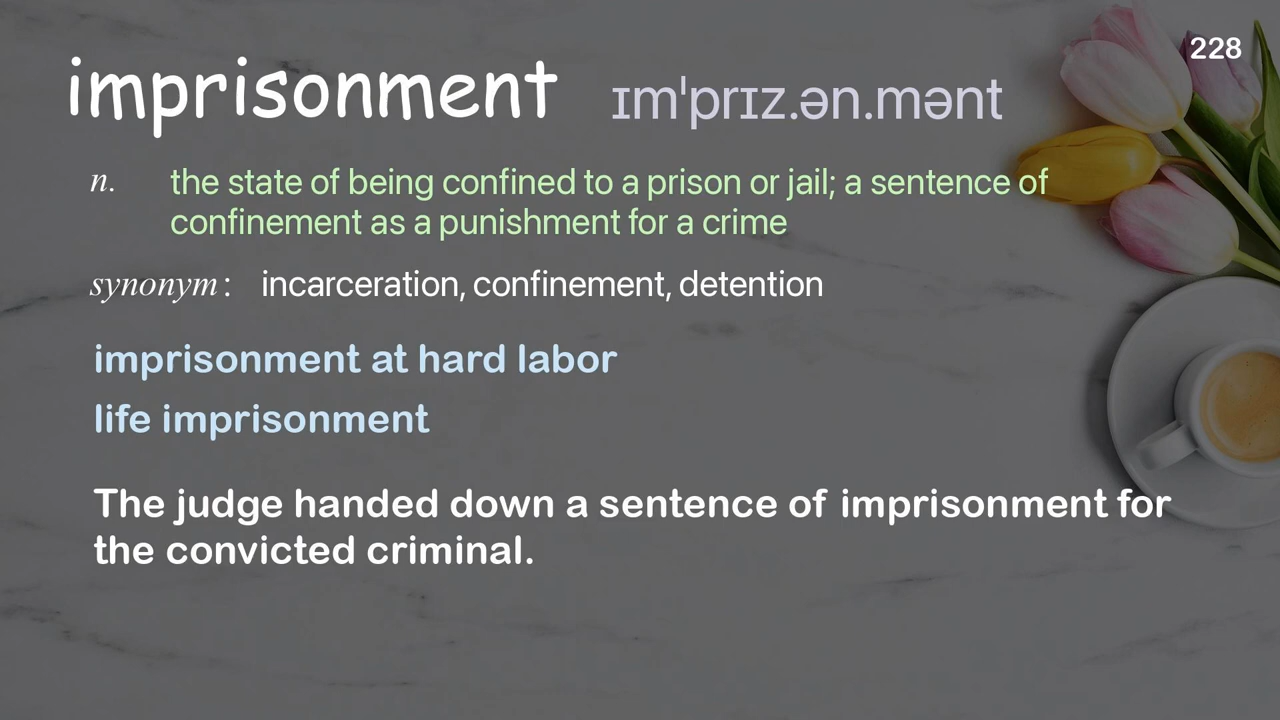 228
imprisonment ɪmˈprɪz.ən.mənt
n. the state of being confined to a prison or jail; a sentence of
confinement as a punishment for a crime
synonym : incarceration, confinement, detention
imprisonment at hard labor
life imprisonment
The judge handed down a sentence of imprisonment for
the convicted criminal.